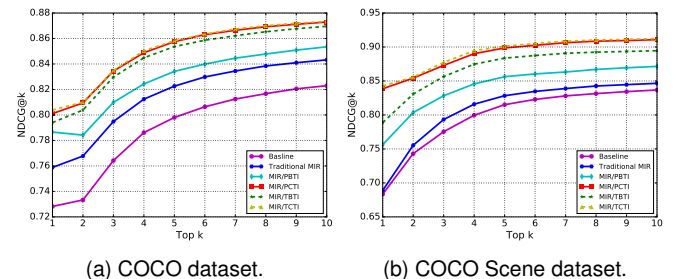 0.88
0.86
0.84
0.82
0.80
0.78
0.76
0.74
0.72
NDCG@k
1 2 3 4 5 6 7 8 9 10
Top k
Basline
Traditional MIR
MIR/PBTI
MIR/PCTI
MIR/TBTI
MIR/TCTI
(a) COCO dataset.
0.95
0.90
0.85
0.80
0.75
0.70
0.65
NDCG@k
1 2 3 4 5 6 7 8 9 10
Top k
Basline
Traditional MIR
MIR/PBTI
MIR/PCTI
MIR/TBTI
MIR/TCTI
(b) COCO Scene dataset.